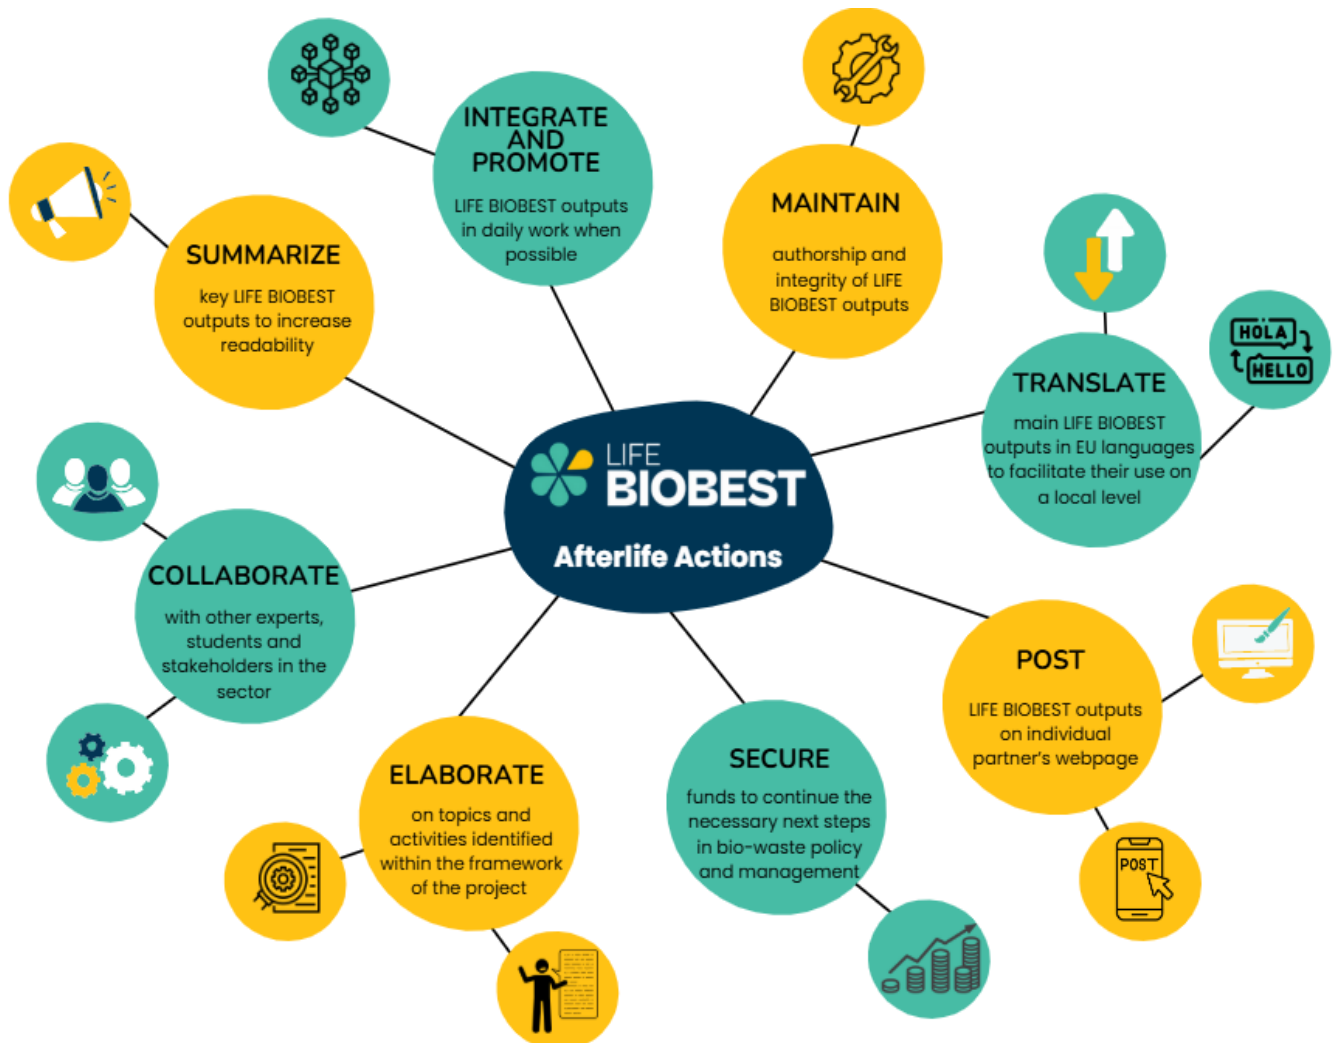 INTEGRATE
AND
PROMOTE
LIFE BIOBEST outputs
in daily work when
possible
MAINTAIN
authorship and
integrity of LIFE
BIOBEST outputs
SUMMARIZE
key LIFE BIOBEST
outputs to increase
readability
HOLA
HELLO
TRANSLATE
main LIFE BIOBEST
outputs in EU languages
to facilitate their use on
a local level
LIFE
BIOBEST
Afterlife Actions
COLLABORATE
with other experts,
students and
stakeholders in the
sector
POST
LIFE BIOBEST outputs
on individual
partner's webpage
POST
SECURE
funds to continue the
necessary next steps
in bio-waste policy
and management
ELABORATE
on topics and
activities identified
within the framework
of the project